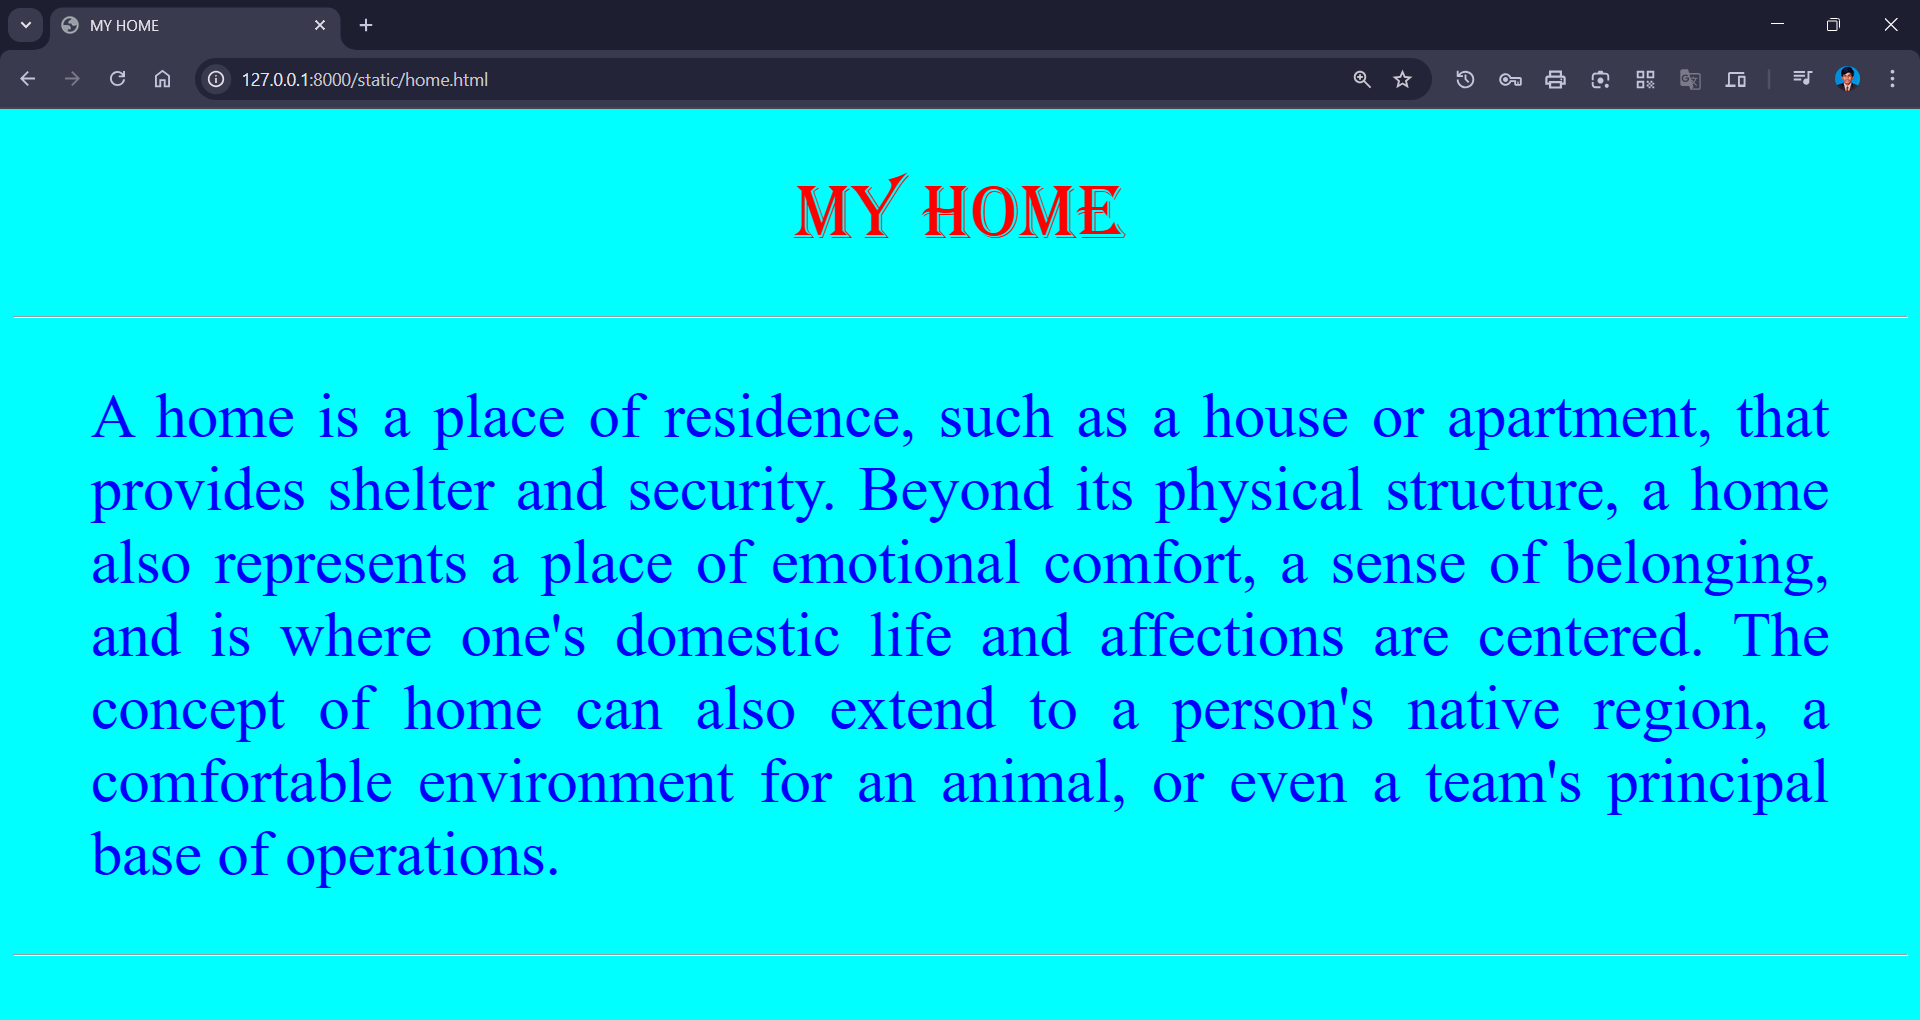 MY HOME
127.0.0.1:8000/static/home.html
MY HOME
A home is a place of residence, such as a house or apartment, that
provides shelter and security. Beyond its physical structure, a home
also represents a place of emotional comfort, a sense of belonging,
and is where one's domestic life and affections are centered. The
concept of home can also extend to a person's native region, a
comfortable environment for an animal, or even a team's principal
base of operations.